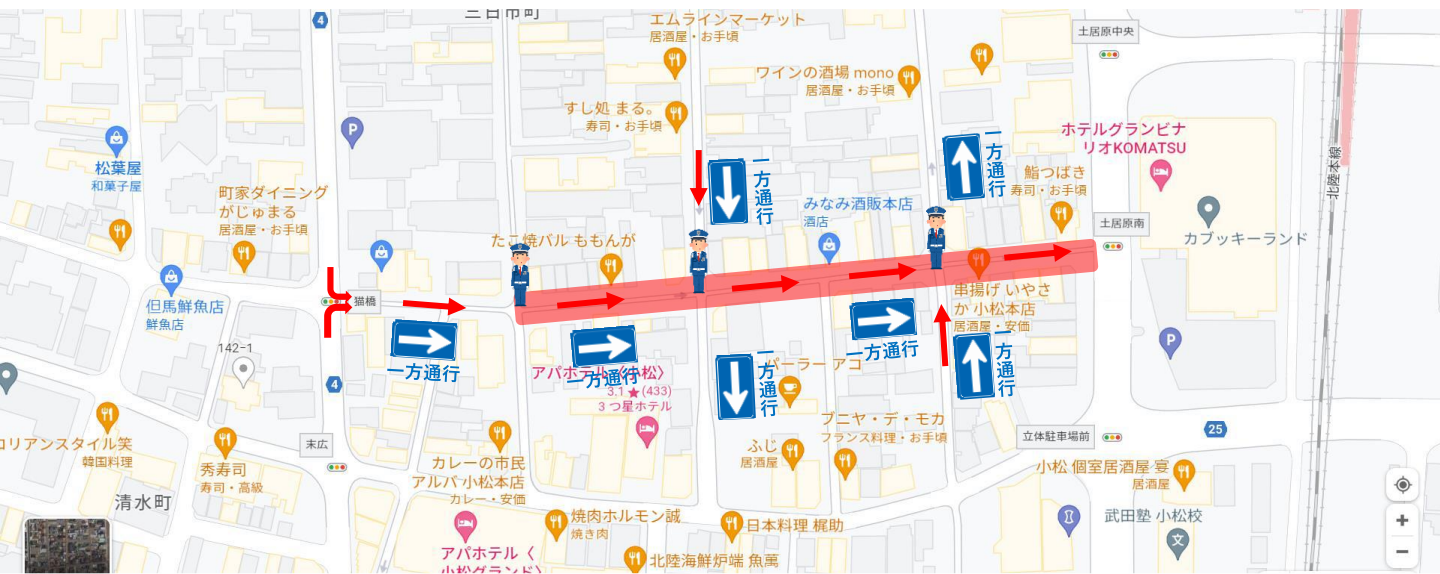 三日市町
4
エムラインマーケット
居酒屋・お手頃
土居原中央
ワインの酒場 mono
居酒屋・お手頃
すし処 まる。
寿司・お手頃
P
ホテルグランビナ
リオKOMATSU
北陸本線
松葉屋
和菓子屋
一方通行
一方通行
鮨つばき
寿司・お手頃
町家ダイニング
がじゅまる
居酒屋・お手頃
みなみ酒販本店
酒店
土居原南
カブッキーランド
たこ焼バル ももんが
但馬鮮魚店
鮮魚店
猫橋
串揚げ いやさ
か 小松本店
居酒屋・安価
142-1
一方通行
一方通行
一方通行
一方通行
一方通行
P
アパホテル〈小松〉
3.1★(433)
3 つ星ホテル
パーラー アコ
4
ブニヤ・デ・モカ
フランス料理・お手頃
立体駐車場前
25
コリアンスタイル笑
韓国料理
末広
秀寿司
寿司・高級
カレーの市民
アルバ 小松本店
カレー・安価
ふじ
居酒屋
小松 個室居酒屋 宴
居酒屋
清水町
焼肉ホルモン誠
焼き肉
日本料理 梶助
武田塾 小松校
文
アパホテル〈
小松グランド〉
北陸海鮮炉端 魚萬